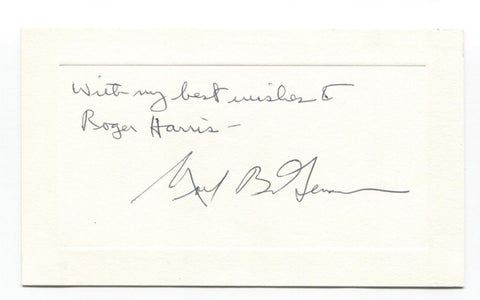 With my best wishes to
Roger Harris -